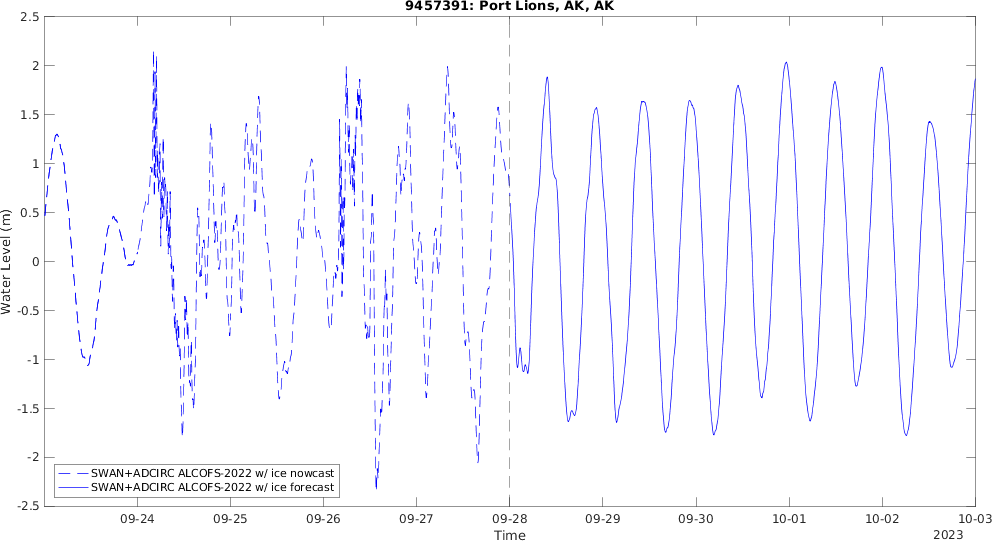 9457391: Port Lions, AK, AK
Water Level (m)
2.5
2
1.5
1
0.5
0
-0.5
-1
-1.5
-2
-2.5
SWAN+ADCIRC ALCOFS-2022 w/ ice nowcast
SWAN+ADCIRC ALCOFS-2022 w/ ice forecast
09-24 09-25 09-26 09-27 09-28 09-29 09-30 10-01 10-02 10-03
Time
2023